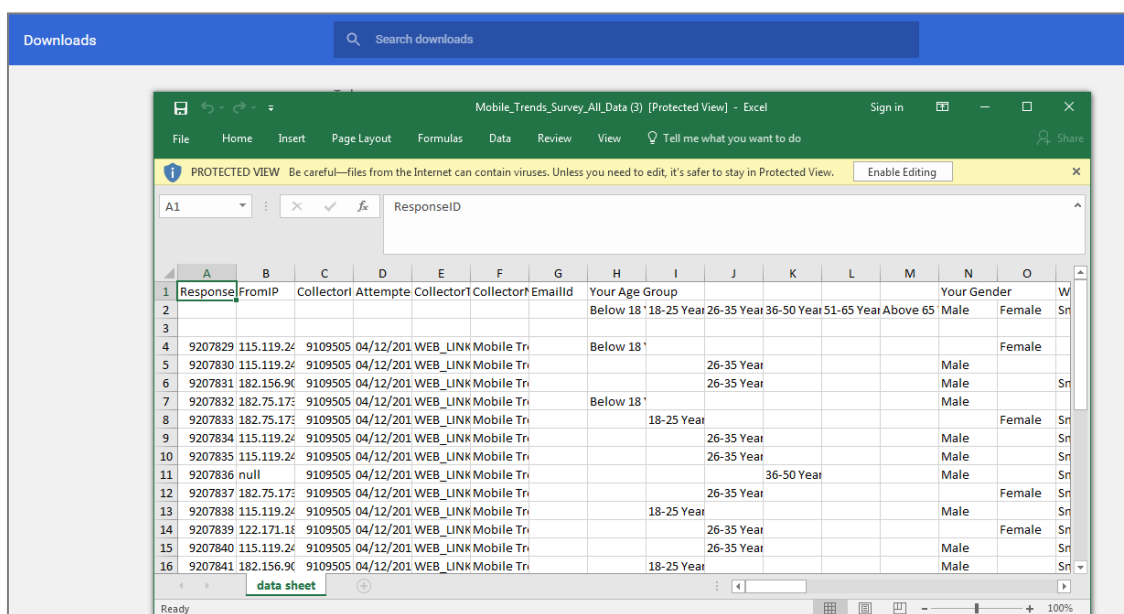 Downloads
Search downloads
Mobile_Trends_Survey_All_Data (3) [Protected View] - Excel
Sign in
File Home Insert Page Layout Formulas Data Review View Tell me what you want to do Share
PROTECTED VIEW Be careful—files from the Internet can contain viruses. Unless you need to edit, it's safer to stay in Protected View. Enable Editing
A1 fx ResponseID
A B C D E F G H I J K L M N O
1 Response FromIP CollectorI Attempte CollectorT CollectorN EmailId Your Age Group Your Gender W
2 Below 18 Y 18-25 Year 26-35 Year 36-50 Year 51-65 Year Above 65 Male Female Sm
3
4 9207829 115.119.24 9109505 04/12/201 WEB_LINK Mobile Tre Below 18 Y Female
5 9207830 115.119.24 9109505 04/12/201 WEB_LINK Mobile Tre 26-35 Year Male
6 9207831 182.156.90 9109505 04/12/201 WEB_LINK Mobile Tre 26-35 Year Male Sm
7 9207832 182.75.173 9109505 04/12/201 WEB_LINK Mobile Tre Below 18 Y Male
8 9207833 182.75.173 9109505 04/12/201 WEB_LINK Mobile Tre 18-25 Year Female Sm
9 9207834 115.119.24 9109505 04/12/201 WEB_LINK Mobile Tre 26-35 Year Male Sm
10 9207835 115.119.24 9109505 04/12/201 WEB_LINK Mobile Tre 26-35 Year Male Sm
11 9207836 null 9109505 04/12/201 WEB_LINK Mobile Tre 36-50 Year Male Sm
12 9207837 182.75.173 9109505 04/12/201 WEB_LINK Mobile Tre 26-35 Year Female Sm
13 9207838 115.119.24 9109505 04/12/201 WEB_LINK Mobile Tre 18-25 Year Male Sm
14 9207839 122.171.18 9109505 04/12/201 WEB_LINK Mobile Tre 26-35 Year Female Sm
15 9207840 115.119.24 9109505 04/12/201 WEB_LINK Mobile Tre 26-35 Year Male Sm
16 9207841 182.156.90 9109505 04/12/201 WEB_LINK Mobile Tre 18-25 Year Male Sm
data sheet
Ready 100%